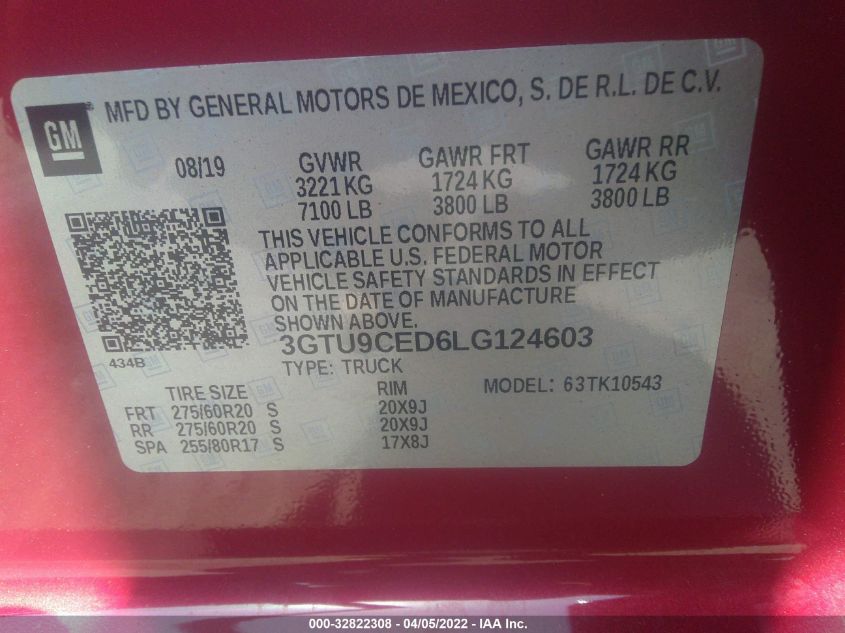 GM
MFD BY GENERAL MOTORS DE MEXICO, S. DE R.L. DE C.V.
08/19 GVWR GAWR FRT GAWR RR
3221 KG 1724 KG 1724 KG
7100 LB 3800 LB 3800 LB
THIS VEHICLE CONFORMS TO ALL
APPLICABLE U.S. FEDERAL MOTOR
VEHICLE SAFETY STANDARDS IN EFFECT
ON THE DATE OF MANUFACTURE
SHOWN ABOVE.
434B
3GTU9CED6LG124603
TYPE: TRUCK
MODEL: 63TK10543
TIRE SIZE RIM
FRT 275/60R20 S 20X9J
RR 275/60R20 S 20X9J
SPA 255/80R17 S 17X8J
000-32822308 - 04/05/2022 - IAA Inc.